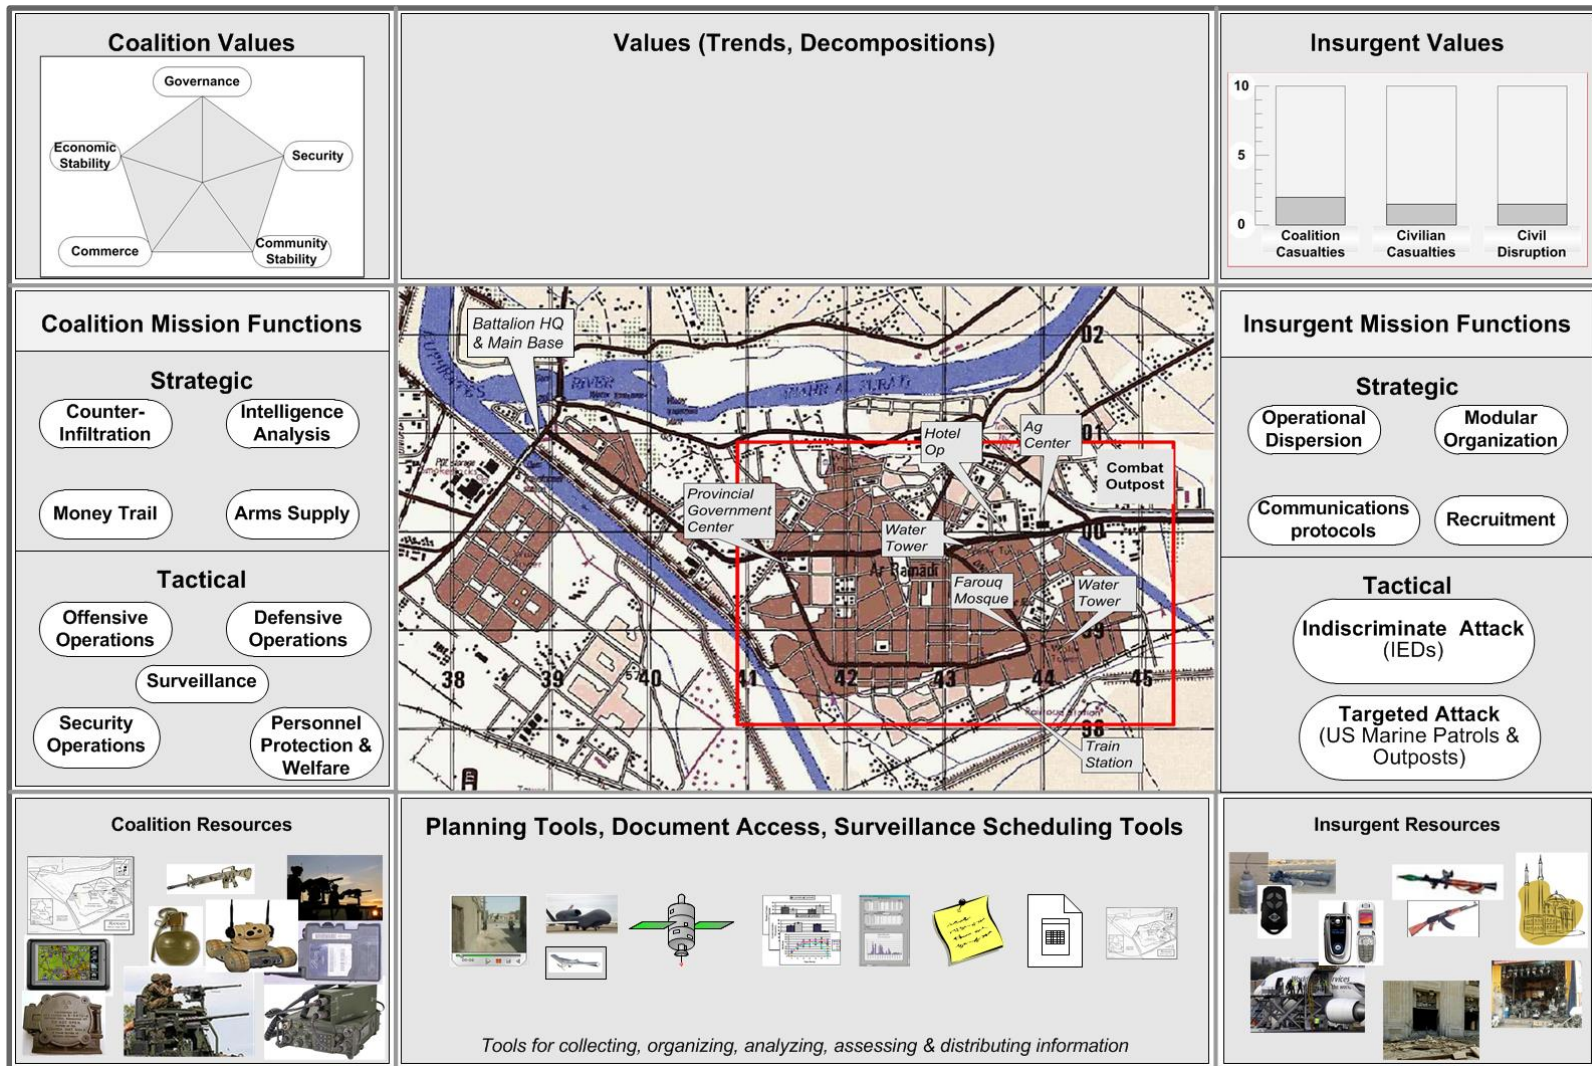 Coalition Values
Governance
Economic
Stability
Security
Commerce
Community
Stability
Values (Trends, Decompositions)
Insurgent Values
10
5
0
Coalition
Casualties
Civilian
Casualties
Civil
Disruption
Coalition Mission Functions
Strategic
Counter-
Infiltration
Intelligence
Analysis
Money Trail
Arms Supply
Tactical
Offensive
Operations
Defensive
Operations
Surveillance
Security
Operations
Personnel
Protection &
Welfare
Battalion HQ
& Main Base
EUPHRATES
RIVER
02
01
Hotel
Op
Ag
Center
Combat
Outpost
Provincial
Government
Center
Water
Tower
00
Ar Ramadi
Farouq
Mosque
Water
Tower
99
38
39
40
41
42
43
44
45
98
Train
Station
Insurgent Mission Functions
Strategic
Operational
Dispersion
Modular
Organization
Communications
protocols
Recruitment
Tactical
Indiscriminate Attack
(IEDs)
Targeted Attack
(US Marine Patrols &
Outposts)
Coalition Resources
Planning Tools, Document Access, Surveillance Scheduling Tools
Tools for collecting, organizing, analyzing, assessing & distributing information
Insurgent Resources